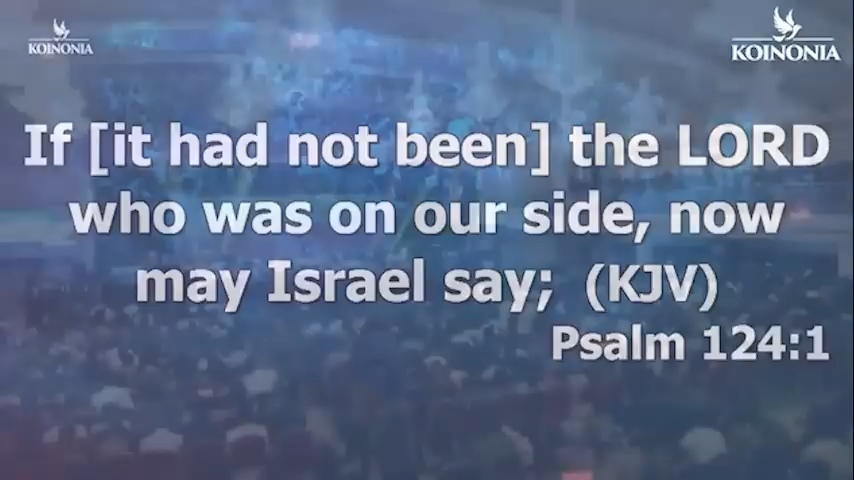 KOINONIA
KOINONIA
If [it had not been] the LORD
who was on our side, now
may Israel say; (KJV)
Psalm 124:1